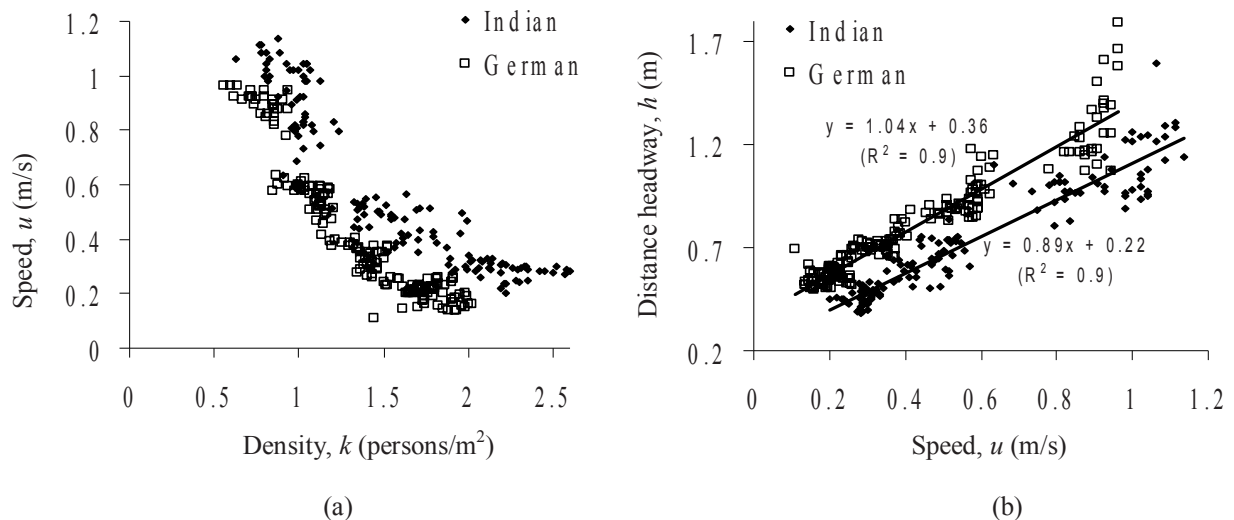 Indian
German
1.2
1
0.8
0.6
0.4
0.2
0
0
0.5
1
1.5
2
2.5
Speed, u (m/s)
Density, k (persons/m²)
(a)
Indian
German
1.7
1.2
0.7
0.2
y = 1.04x + 0.36
(R² = 0.9)
y = 0.89x + 0.22
(R² = 0.9)
0
0.2
0.4
0.6
0.8
1
1.2
Distance headway, h (m)
Speed, u (m/s)
(b)